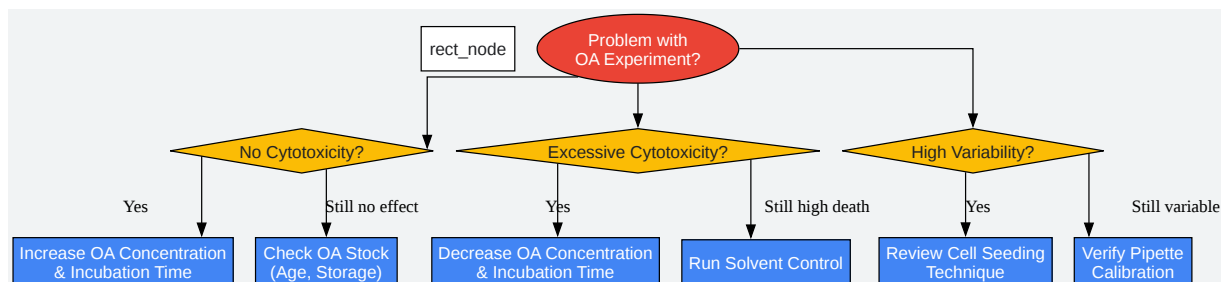 rect_node
Problem with
OA Experiment?
No Cytotoxicity?
Excessive Cytotoxicity?
High Variability?
Yes
Still no effect
Yes
Still high death
Yes
Still variable
Increase OA Concentration
& Incubation Time
Check OA Stock
(Age, Storage)
Decrease OA Concentration
& Incubation Time
Run Solvent Control
Review Cell Seeding
Technique
Verify Pipette
Calibration